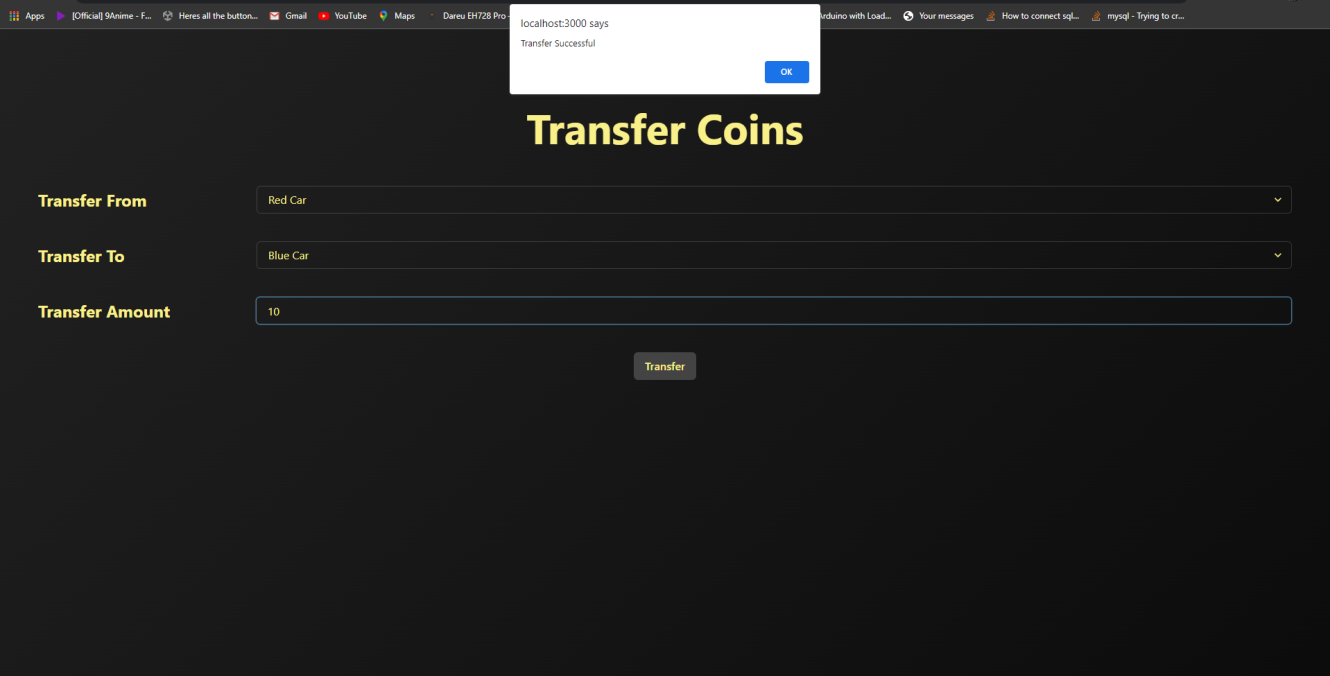 Apps [Official] 9Anime - F... Heres all the button... Gmail YouTube Maps Dareu EH728 Pro - Arduino with Load... Your messages How to connect sql... mysql - Trying to cr...
localhost:3000 says
Transfer Successful
OK
Transfer Coins
Transfer From Red Car
Transfer To Blue Car
Transfer Amount 10
Transfer